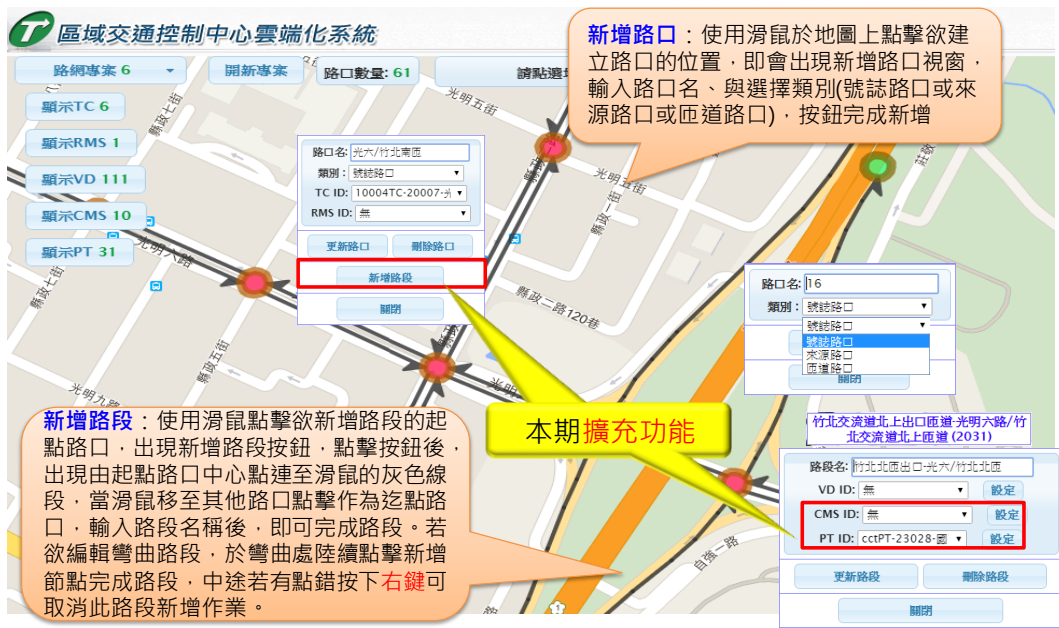 區域交通控制中心雲端化系統
路網專案 6
開新專案
路口數量: 61
請點選
顯示TC 6
顯示RMS 1
顯示VD 111
顯示CMS 10
顯示PT 31
新增路口：使用滑鼠於地圖上點擊欲建
立路口的位置，即會出現新增路口視窗，
輸入路口名、與選擇類別(號誌路口或來
源路口或匝道路口)，按鈕完成新增
路口名: 光六/竹北南匝
類別： 號誌路口
TC ID: 10004TC-20007-光
RMS ID: 無
更新路口
刪除路口
新增路段
關閉
路口名: 16
類別： 號誌路口
號誌路口
號誌路口
來源路口
匝道路口
關閉
本期擴充功能
新增路段：使用滑鼠點擊欲新增路段的起
點路口，出現新增路段按鈕，點擊按鈕後，
出現由起點路口中心點連至滑鼠的灰色線
段，當滑鼠移至其他路口點擊作為迄點路
口，輸入路段名稱後，即可完成路段。若
欲編輯彎曲路段，於彎曲處陸續點擊新增
節點完成路段，中途若有點錯按下右鍵可
取消此路段新增作業。
竹北交流道北上出口匝道-光明六路/竹
北交流道北上匝道 (2031)
路段名: 竹北北匝出口-光六/竹北北匝
VD ID: 無
設定
CMS ID: 無
設定
PT ID: cctPT-23028-國
設定
更新路段
刪除路段
關閉
光明五街
光明五街
縣政七街
縣政七街
光明六路
縣政五街
縣政二路120巷
縣政一街
光明九路
自強一路
莊敬
光明